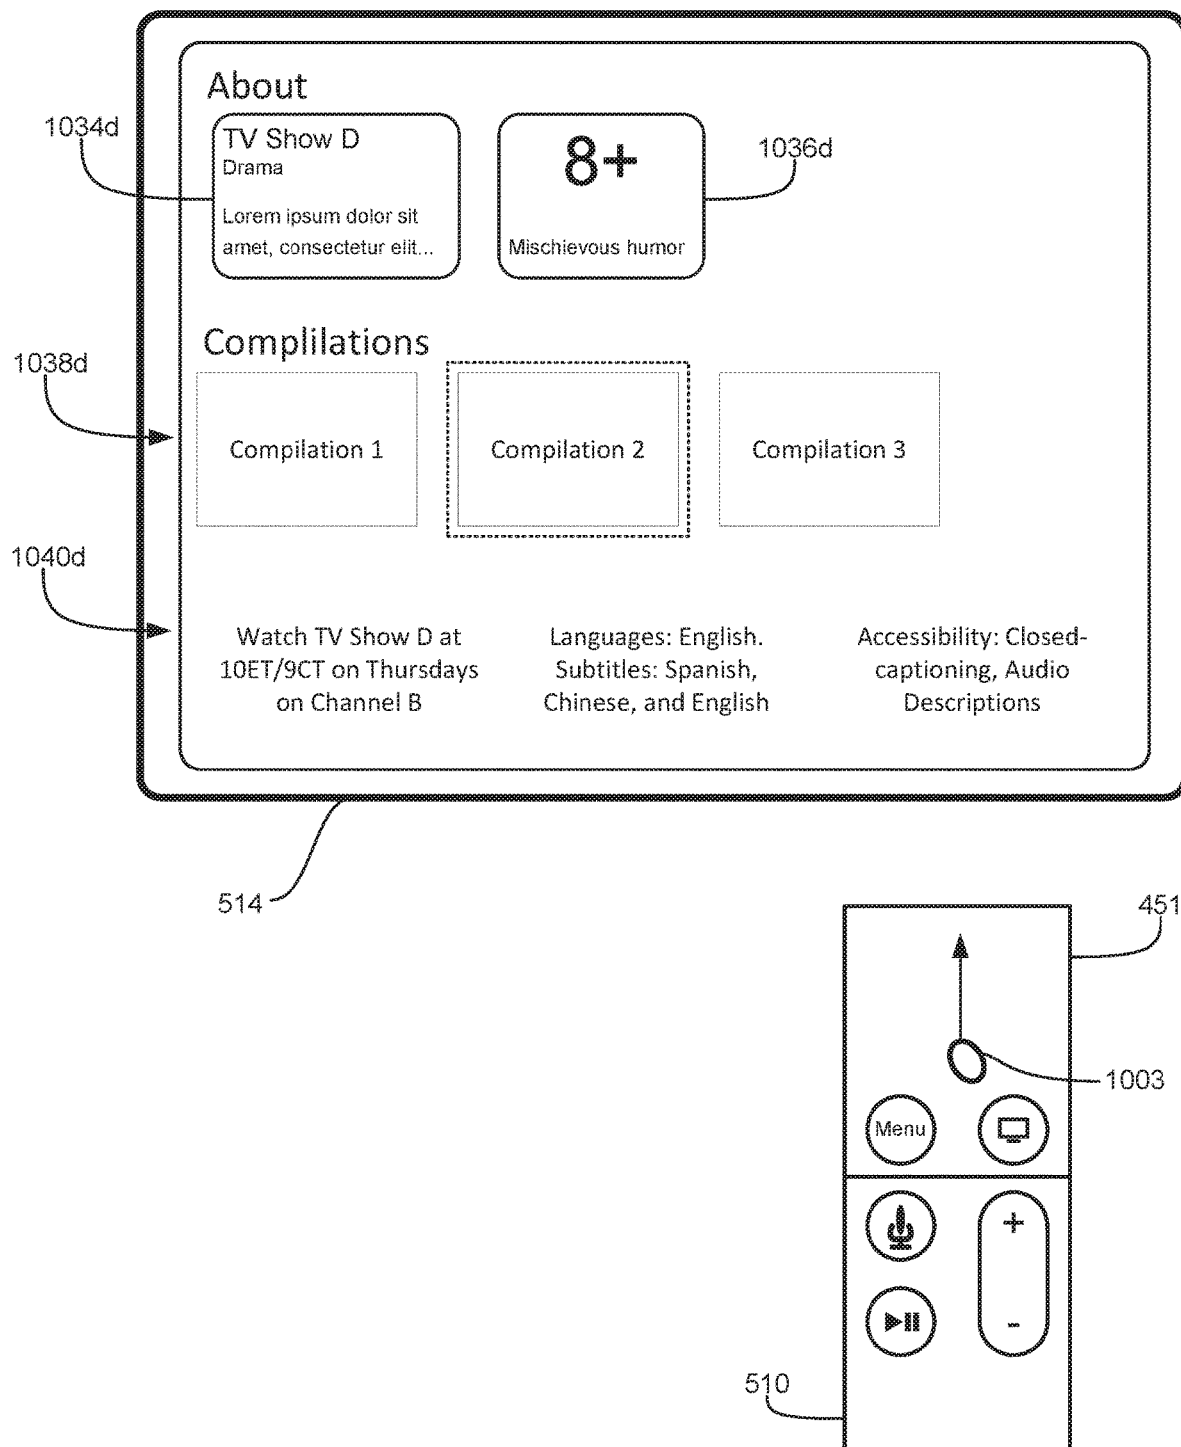 About
1034d
TV Show D
Drama
Lorem ipsum dolor sit
amet, consectetur elit...
8+
Mischievous humor
1036d
Complilations
1038d
Compilation 1
Compilation 2
Compilation 3
1040d
Watch TV Show D at
10ET/9CT on Thursdays
on Channel B
Languages: English.
Subtitles: Spanish,
Chinese, and English
Accessibility: Closed-
captioning, Audio
Descriptions
514
451
1003
Menu
+
-
510